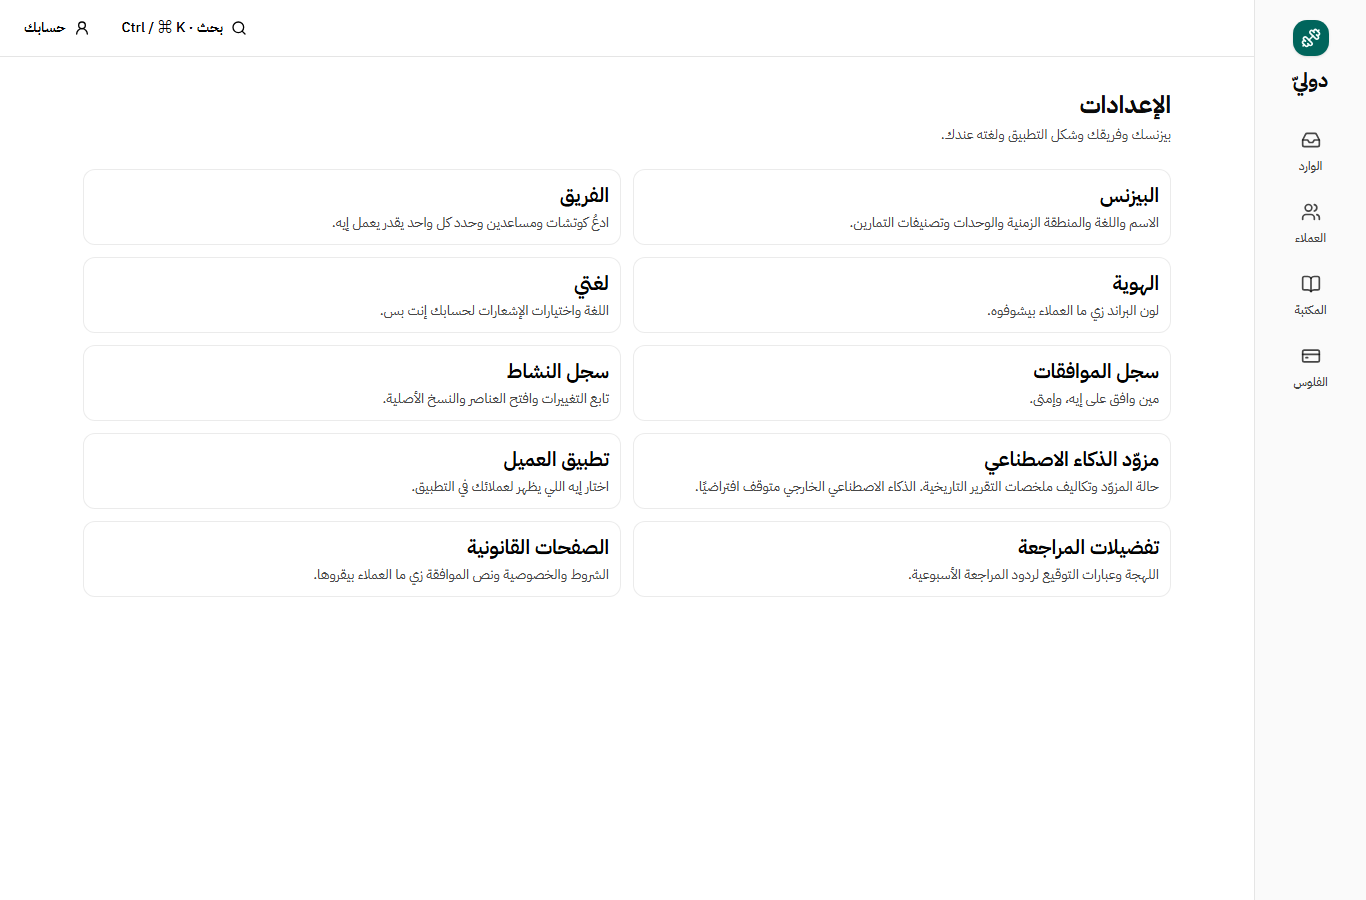 دوليّ
الوارد
العملاء
المكتبة
الفلوس
بحث · Ctrl / ⌘ K
حسابك
الإعدادات
بيزنسك وفريقك وشكل التطبيق ولغته عندك.
البيزنس
الاسم واللغة والمنطقة الزمنية والوحدات وتصنيفات التمارين.
الفريق
ادعُ كوتشات ومساعدين وحدد كل واحد يقدر يعمل إيه.
الهوية
لون البراند زي ما العملاء بيشوفوه.
لغتي
اللغة واختيارات الإشعارات لحسابك إنت بس.
سجل الموافقات
مين وافق على إيه، وإمتى.
سجل النشاط
تابع التغييرات وافتح العناصر والنسخ الأصلية.
مزوّد الذكاء الاصطناعي
حالة المزوّد وتكاليف ملخصات التقرير التاريخية. الذكاء الاصطناعي الخارجي متوقف افتراضيًا.
تطبيق العميل
اختار إيه اللي يظهر لعملائك في التطبيق.
تفضيلات المراجعة
اللهجة وعبارات التوقيع لردود المراجعة الأسبوعية.
الصفحات القانونية
الشروط والخصوصية ونص الموافقة زي ما العملاء بيقروها.